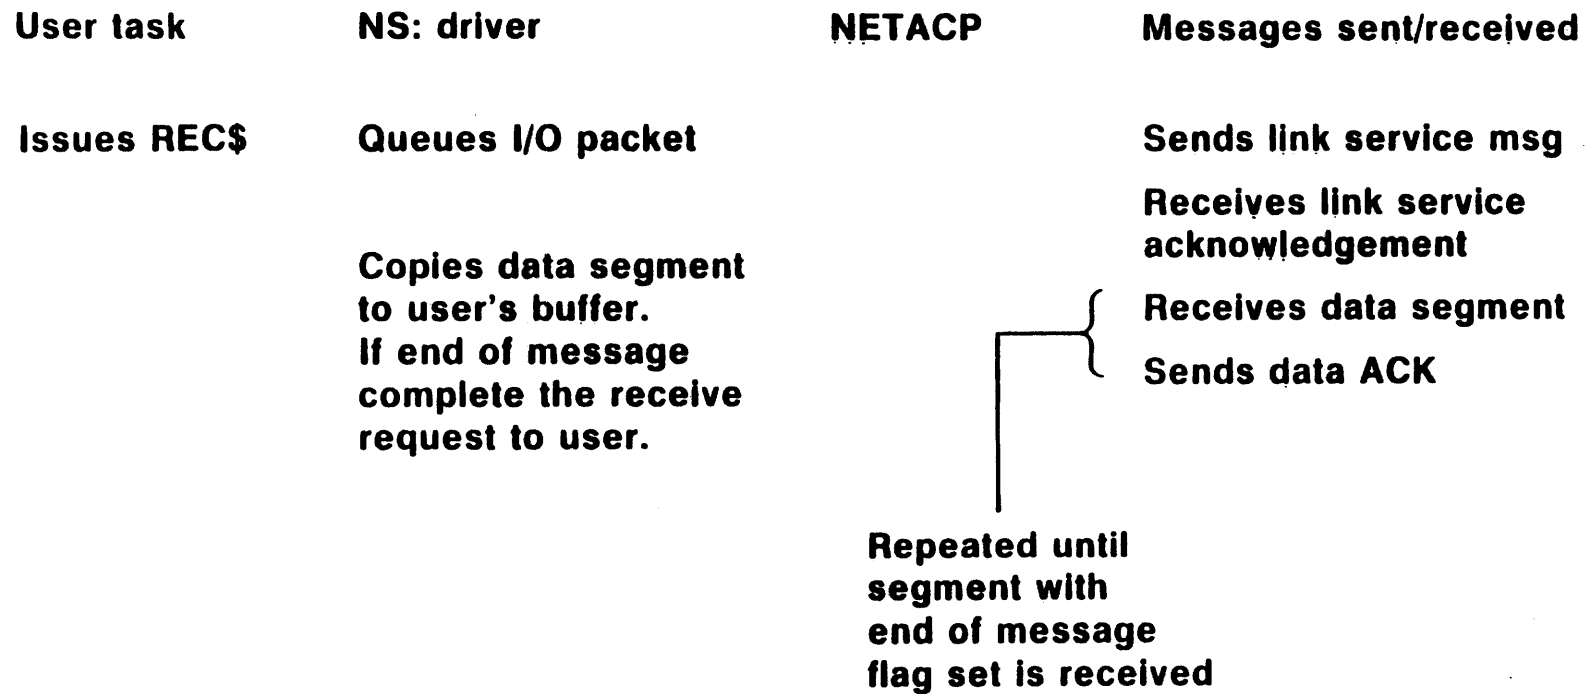 User task NS: driver NETACP Messages sent/received
Issues REC$ Queues I/O packet Sends link service msg
Receives link service
acknowledgement
Copies data segment
to user's buffer.
If end of message
complete the receive
request to user.
Receives data segment
Sends data ACK
Repeated until
segment with
end of message
flag set is received